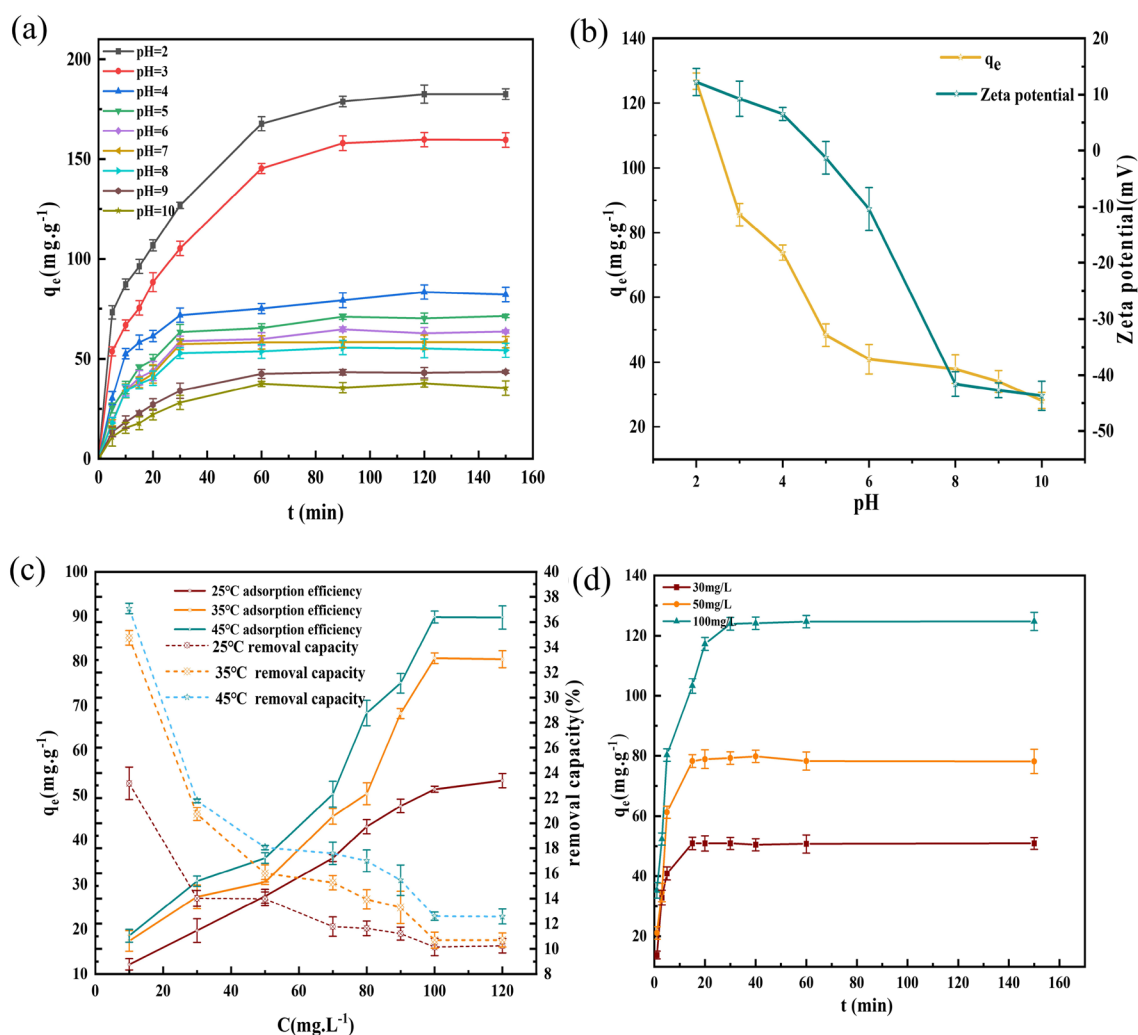 (a)
200
150
100
50
0
qe(mg.g-1)
pH=2
pH=3
pH=4
pH=5
pH=6
pH=7
pH=8
pH=9
pH=10
0 20 40 60 80 100 120 140 160
t (min)
(b)
140
120
100
80
60
40
20
qe(mg.g-1)
qe
Zeta potential
20
10
0
-10
-20
-30
-40
-50
Zeta potential(mV)
2 4 6 8 10
pH
(c)
100
90
80
70
60
50
40
30
20
10
qe(mg.g-1)
25°C adsorption efficiency
35°C adsorption efficiency
45°C adsorption efficiency
25°C removal capacity
35°C removal capacity
45°C removal capacity
40
38
36
34
32
30
28
26
24
22
20
18
16
14
12
10
8
removal capacity(%)
0 20 40 60 80 100 120
C(mg.L-1)
(d)
140
120
100
80
60
40
20
qe(mg.g-1)
30mg/L
50mg/L
100mg/L
0 20 40 60 80 100 120 140 160
t (min)